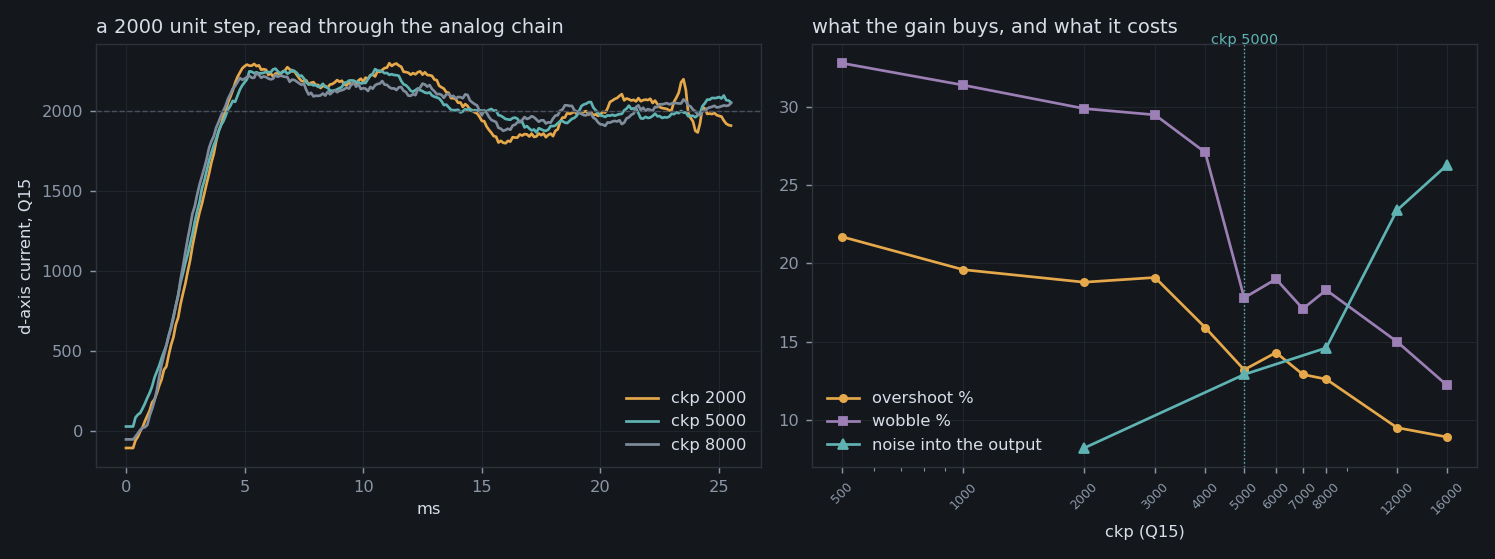 a 2000 unit step, read through the analog chain
d-axis current, Q15
2000
1500
1000
500
0
ckp 2000
ckp 5000
ckp 8000
0 5 10 15 20 25
ms
what the gain buys, and what it costs
ckp 5000
30
25
20
15
10
overshoot %
wobble %
noise into the output
500 1000 2000 3000 4000 5000 6000 7000 8000 12000 16000
ckp (Q15)